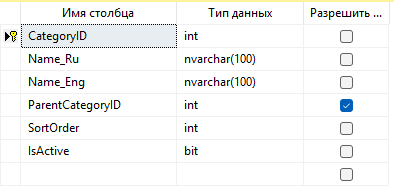 Имя столбца Тип данных Разрешить ...
CategoryID int
Name_Ru nvarchar(100)
Name_Eng nvarchar(100)
ParentCategoryID int
SortOrder int
IsActive bit